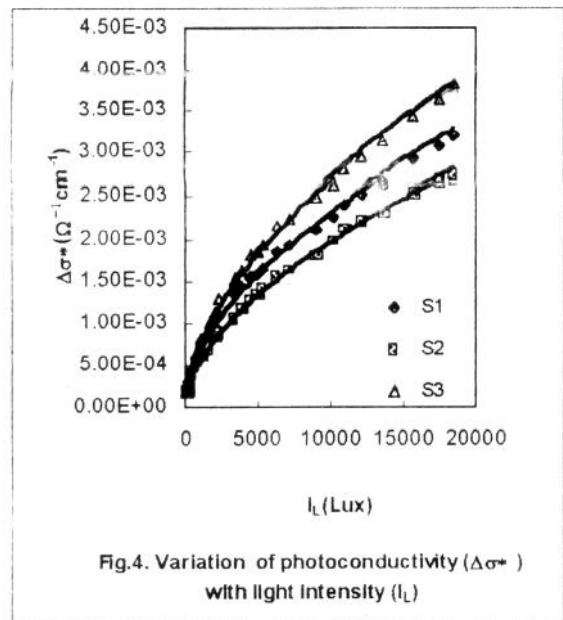 4.50E-03
4.00E-03
3.50E-03
3.00E-03
2.50E-03
2.00E-03
1.50E-03
1.00E-03
5.00E-04
0.00E+00
Δσ*(Ω⁻¹cm⁻¹)
S1
S2
S3
0 5000 10000 15000 20000
I_L(Lux)
Fig.4. Variation of photoconductivity (Δσ* )
with light intensity (I_L)